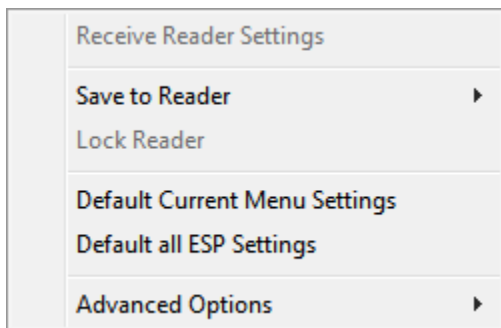 Receive Reader Settings
Save to Reader
Lock Reader
Default Current Menu Settings
Default all ESP Settings
Advanced Options